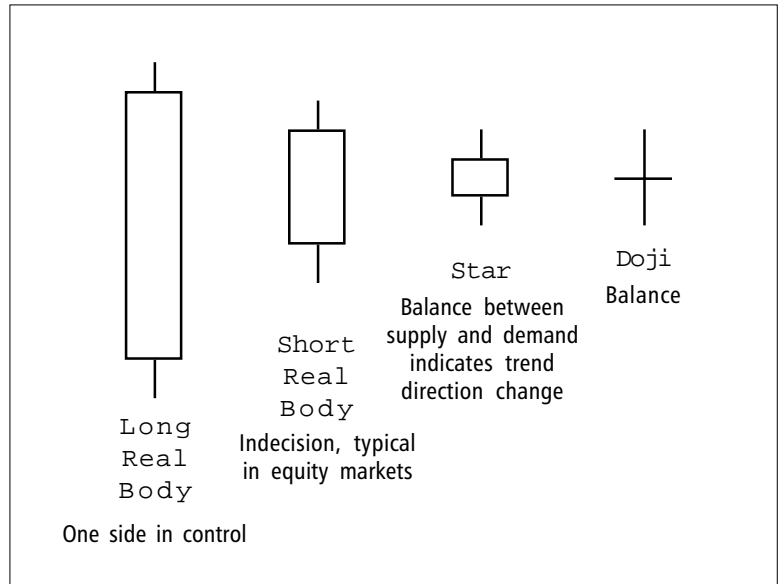 Long
Real
Body
One side in control
Short
Real
Body
Indecision, typical
in equity markets
Star
Balance between
supply and demand
indicates trend
direction change
Doji
Balance